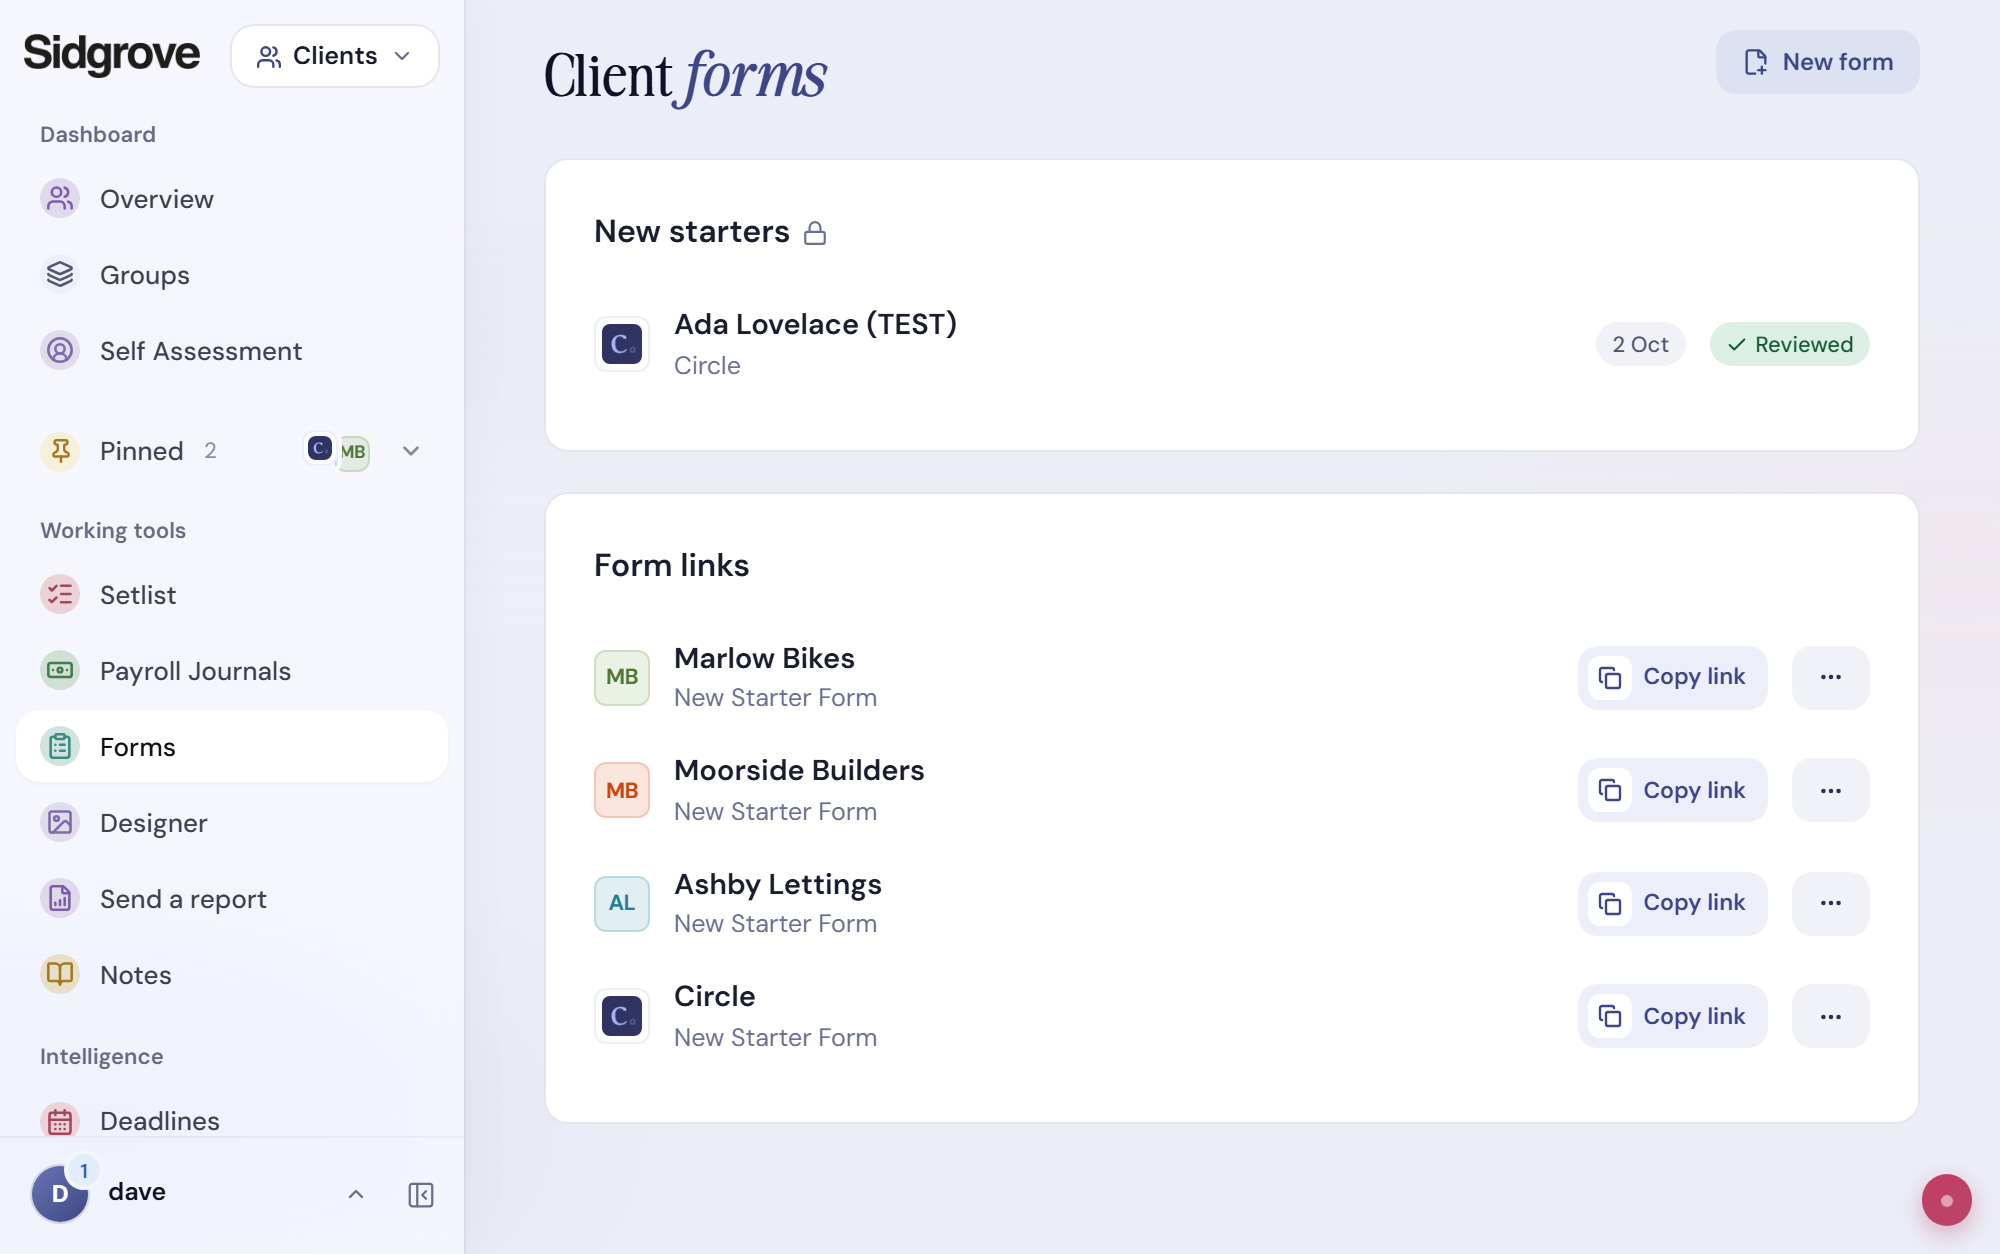 Sidgrove
Clients
Dashboard
Overview
Groups
Self Assessment
Pinned 2
C. MB
Working tools
Setlist
Payroll Journals
Forms
Designer
Send a report
Notes
Intelligence
Deadlines
D 1 dave
Client forms
New form
New starters
C. Ada Lovelace (TEST)
Circle
2 Oct
Reviewed
Form links
MB Marlow Bikes
New Starter Form
Copy link
MB Moorside Builders
New Starter Form
Copy link
AL Ashby Lettings
New Starter Form
Copy link
C. Circle
New Starter Form
Copy link